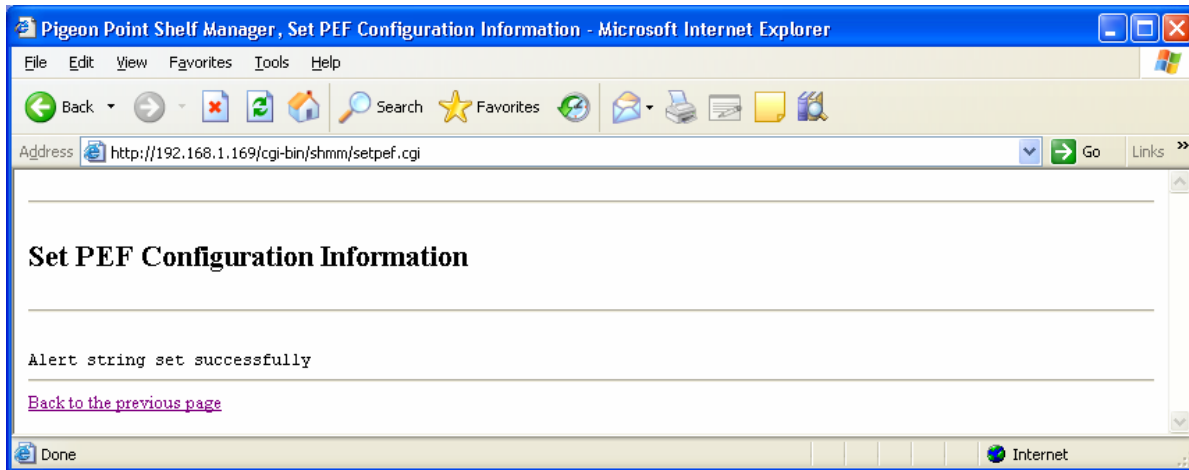 Pigeon Point Shelf Manager, Set PEF Configuration Information - Microsoft Internet Explorer
File Edit View Favorites Tools Help
Back Search Favorites
Address http://192.168.1.169/cgi-bin/shmm/setpef.cgi Go Links »
Set PEF Configuration Information
Alert string set successfully
Back to the previous page
Done Internet